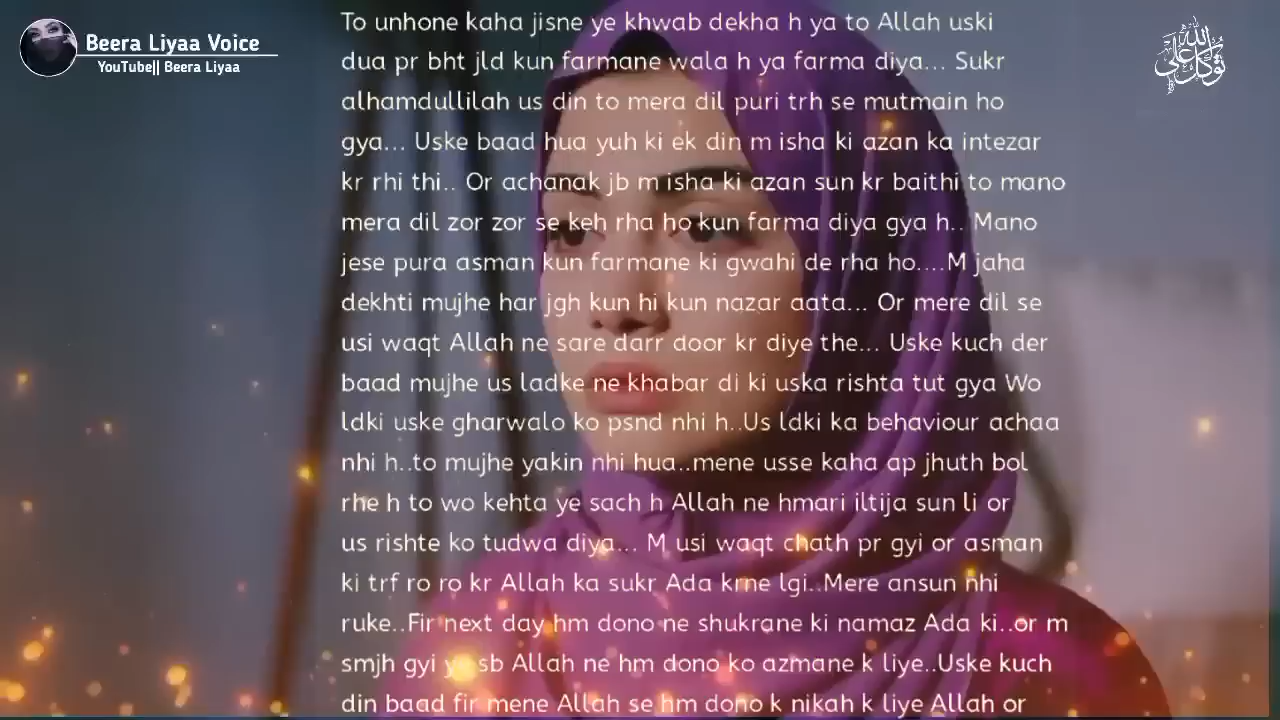 Beera Liyaa Voice
YouTube|| Beera Liyaa
توكل على الله
To unhone kaha jisne ye khwab dekha h ya to Allah uski
dua pr bht jld kun farmane wala h ya farma diya... Sukr
alhamdullilah us din to mera dil puri trh se mutmain ho
gya... Uske baad hua yuh ki ek din m isha ki azan ka intezar
kr rhi thi.. Or achanak jb m isha ki azan sun kr baithi to mano
mera dil zor zor se keh rha ho kun farma diya gya h.. Mano
jese pura asman kun farmane ki gwahi de rha ho....M jaha
dekhti mujhe har jgh kun hi kun nazar aata... Or mere dil se
usi waqt Allah ne sare darr door kr diye the... Uske kuch der
baad mujhe us ladke ne khabar di ki uska rishta tut gya Wo
ldki uske gharwalo ko psnd nhi h..Us ldki ka behaviour achaa
nhi h..to mujhe yakin nhi hua..mene usse kaha ap jhuth bol
rhe h to wo kehta ye sach h Allah ne hmari iltija sun li or
us rishte ko tudwa diya... M usi waqt chath pr gyi or asman
ki trf ro ro kr Allah ka sukr Ada krne lgi..Mere ansun nhi
ruke..Fir next day hm dono ne shukrane ki namaz Ada ki..or m
smjh gyi ye sb Allah ne hm dono ko azmane k liye..Uske kuch
din baad fir mene Allah se hm dono k nikah k liye Allah or